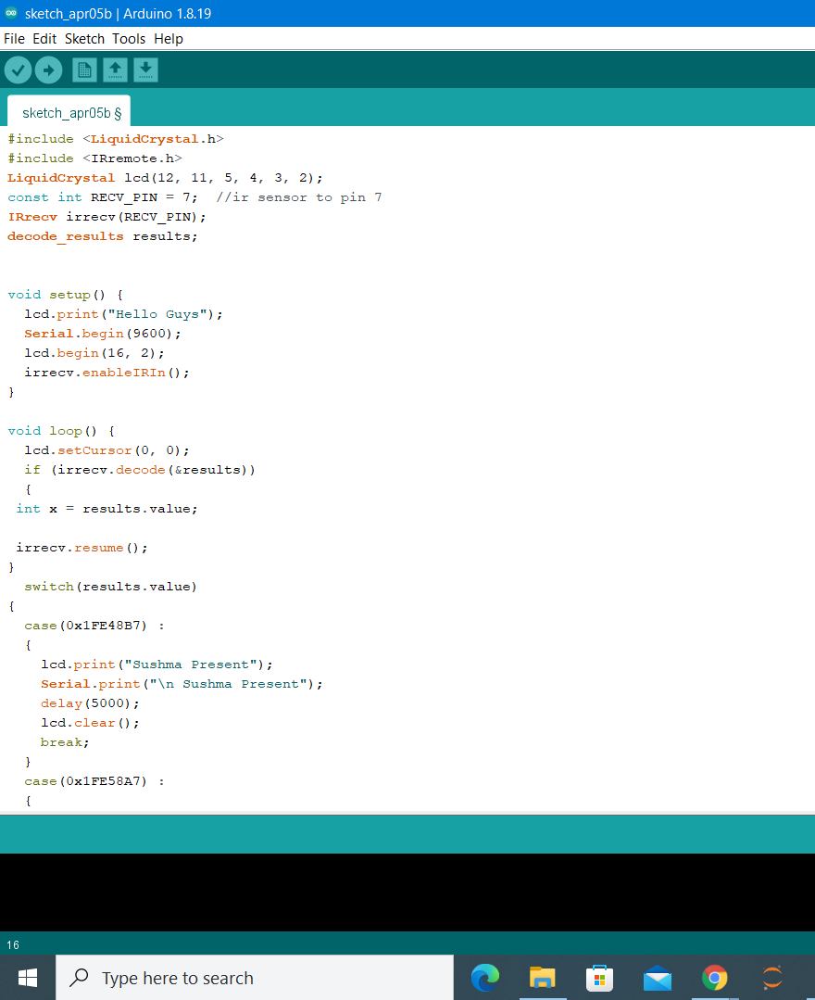 sketch_apr05b | Arduino 1.8.19
File Edit Sketch Tools Help
sketch_apr05b §
#include <LiquidCrystal.h>
#include <IRremote.h>
LiquidCrystal lcd(12, 11, 5, 4, 3, 2);
const int RECV_PIN = 7;  //ir sensor to pin 7
IRrecv irrecv(RECV_PIN);
decode_results results;
void setup() {
  lcd.print("Hello Guys");
  Serial.begin(9600);
  lcd.begin(16, 2);
  irrecv.enableIRIn();
}
void loop() {
  lcd.setCursor(0, 0);
  if (irrecv.decode(&results))
  {
 int x = results.value;
 irrecv.resume();
}
  switch(results.value)
{
  case(0x1FE48B7) :
  {
    lcd.print("Sushma Present");
    Serial.print("\n Sushma Present");
    delay(5000);
    lcd.clear();
    break;
  }
  case(0x1FE58A7) :
  {
16
Type here to search